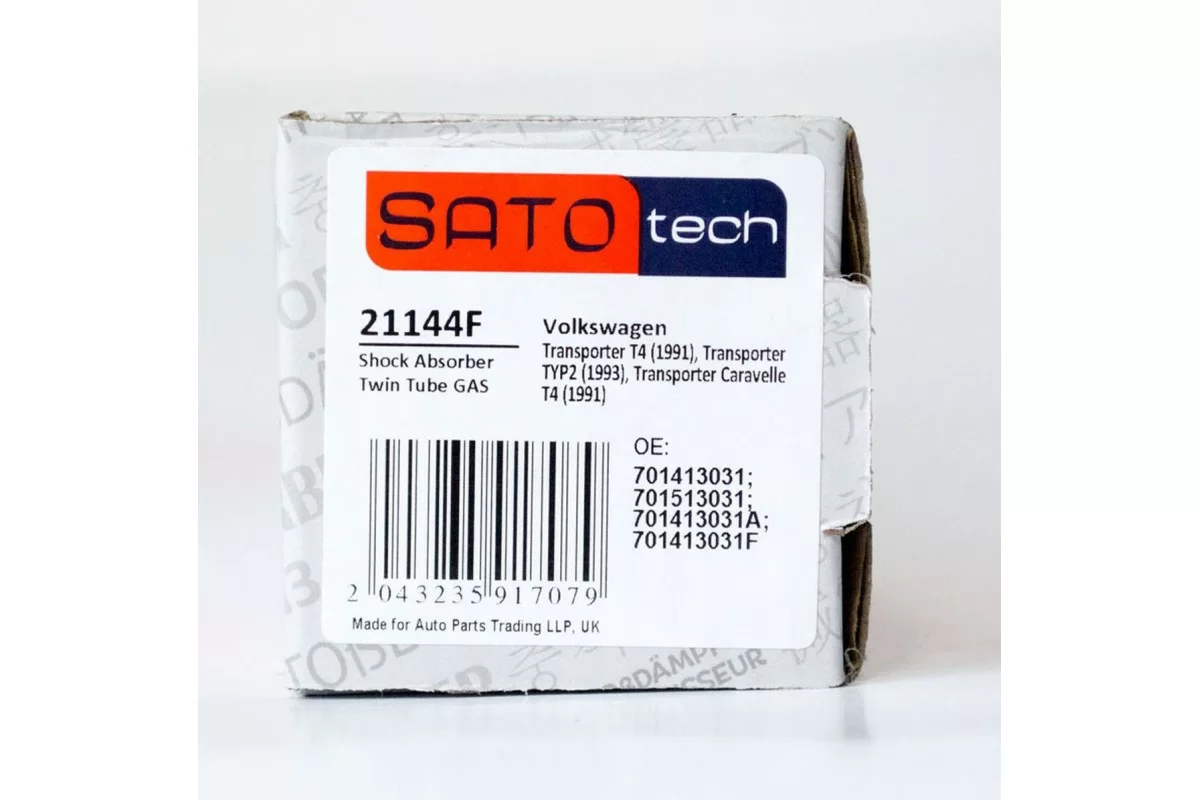 SATO tech
21144F
Shock Absorber
Twin Tube GAS
Volkswagen
Transporter T4 (1991), Transporter
TYP2 (1993), Transporter Caravelle
T4 (1991)
OE:
701413031;
701513031;
701413031A;
701413031F
2 043235 917079
Made for Auto Parts Trading LLP, UK